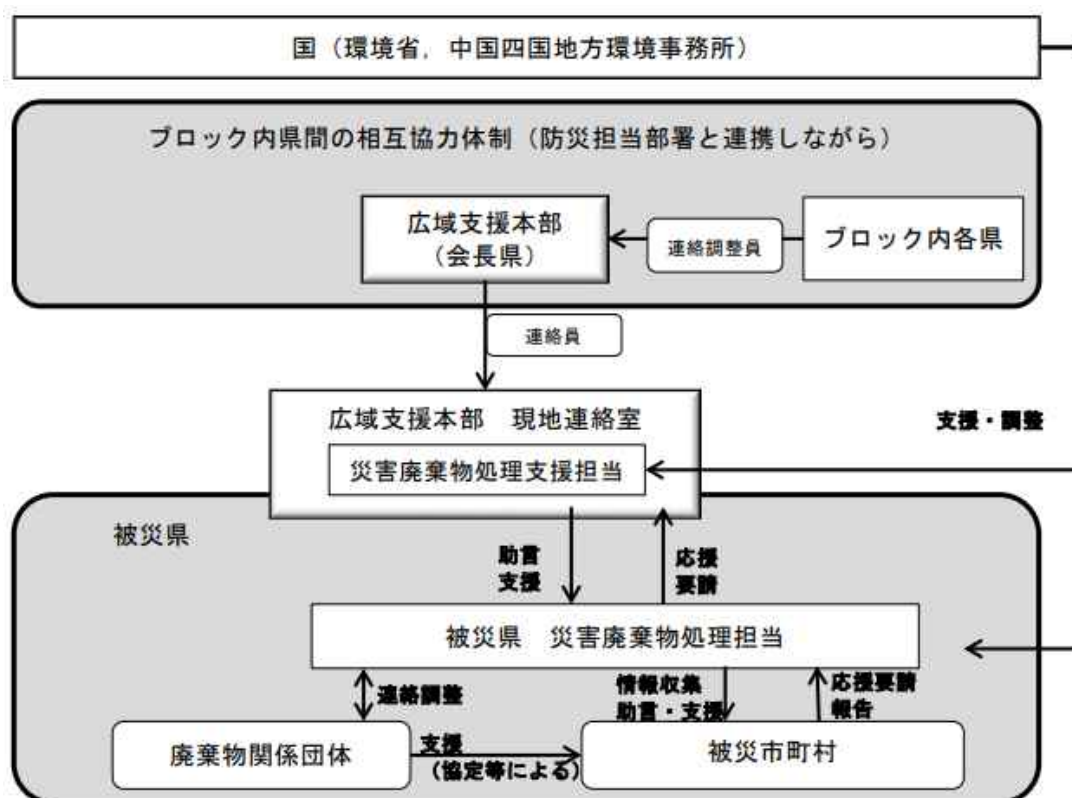 国（環境省，中国四国地方環境事務所）
ブロック内県間の相互協力体制（防災担当部署と連携しながら）
広域支援本部
（会長県）
連絡調整員
ブロック内各県
連絡員
広域支援本部　現地連絡室
災害廃棄物処理支援担当
支援・調整
被災県
助言
支援
応援
要請
被災県　災害廃棄物処理担当
連絡調整
情報収集
助言・支援
応援要請
報告
廃棄物関係団体
支援
（協定等による）
被災市町村